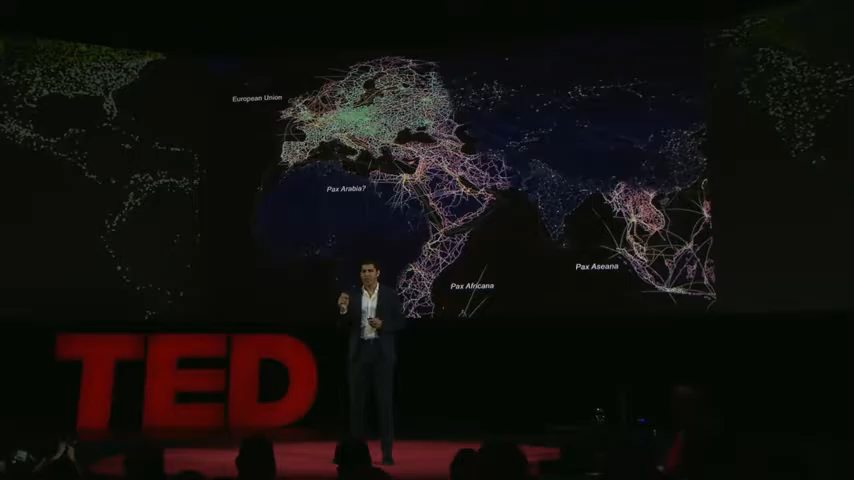 European Union
Pax Arabia?
Pax Aseana
Pax Africana
TED